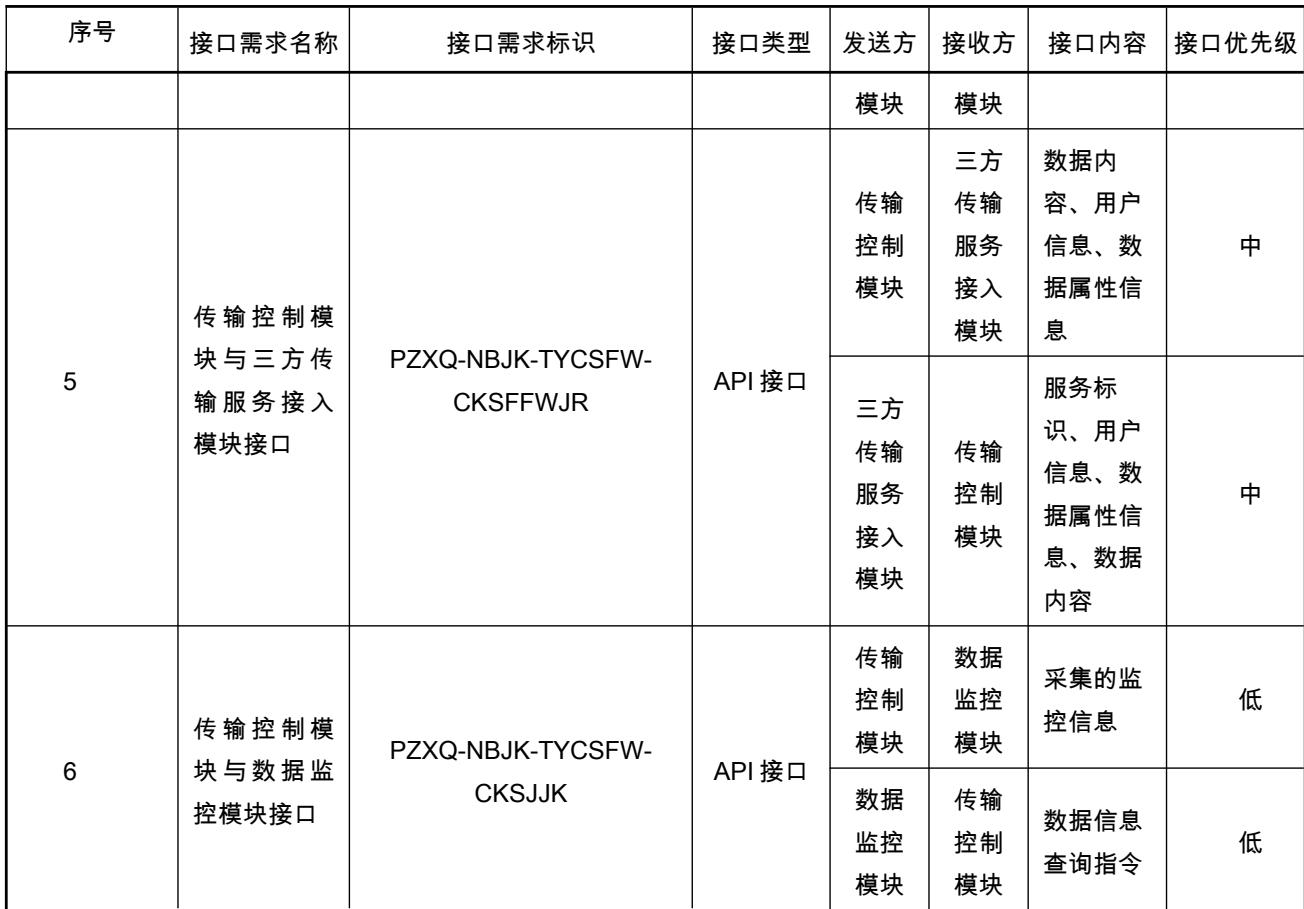 序号 接口需求名称 接口需求标识 接口类型 发送方 接收方 接口内容 接口优先级
模块 模块
5
传输控制模
块与三方传
输服务接入
模块接口
PZXQ-NBJK-TYCSFW-
CKSFFWJR
API 接口
传输
控制
模块
三方
传输
服务
接入
模块
数据内
容、用户
信息、数
据属性信
息
中
三方
传输
服务
接入
模块
传输
控制
模块
服务标
识、用户
信息、数
据属性信
息、数据
内容
中
6
传输控制模
块与数据监
控模块接口
PZXQ-NBJK-TYCSFW-
CKSJJK
API 接口
传输
控制
模块
数据
监控
模块
采集的监
控信息
低
数据
监控
模块
传输
控制
模块
数据信息
查询指令
低